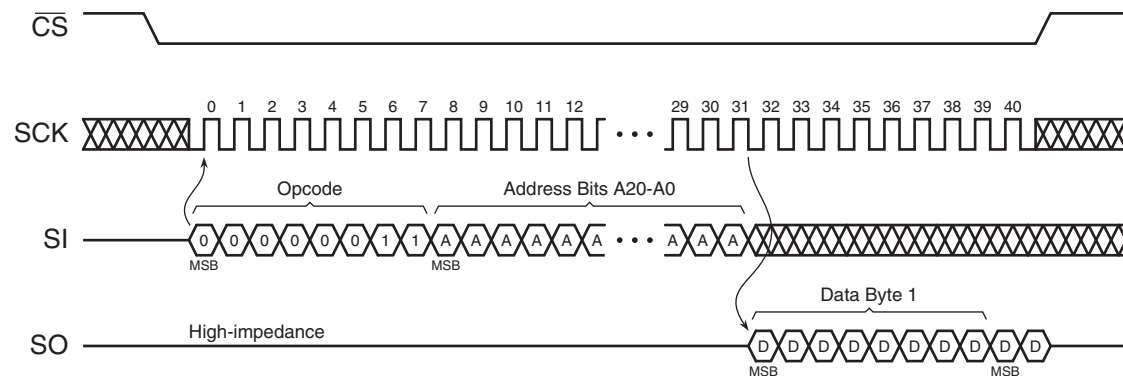 CS
0 1 2 3 4 5 6 7 8 9 10 11 12 29 30 31 32 33 34 35 36 37 38 39 40
SCK
Opcode Address Bits A20-A0
SI 0 0 0 0 0 0 1 1 A A A A A A • • • A A A
MSB MSB
Data Byte 1
High-impedance
SO D D D D D D D D D D
MSB MSB